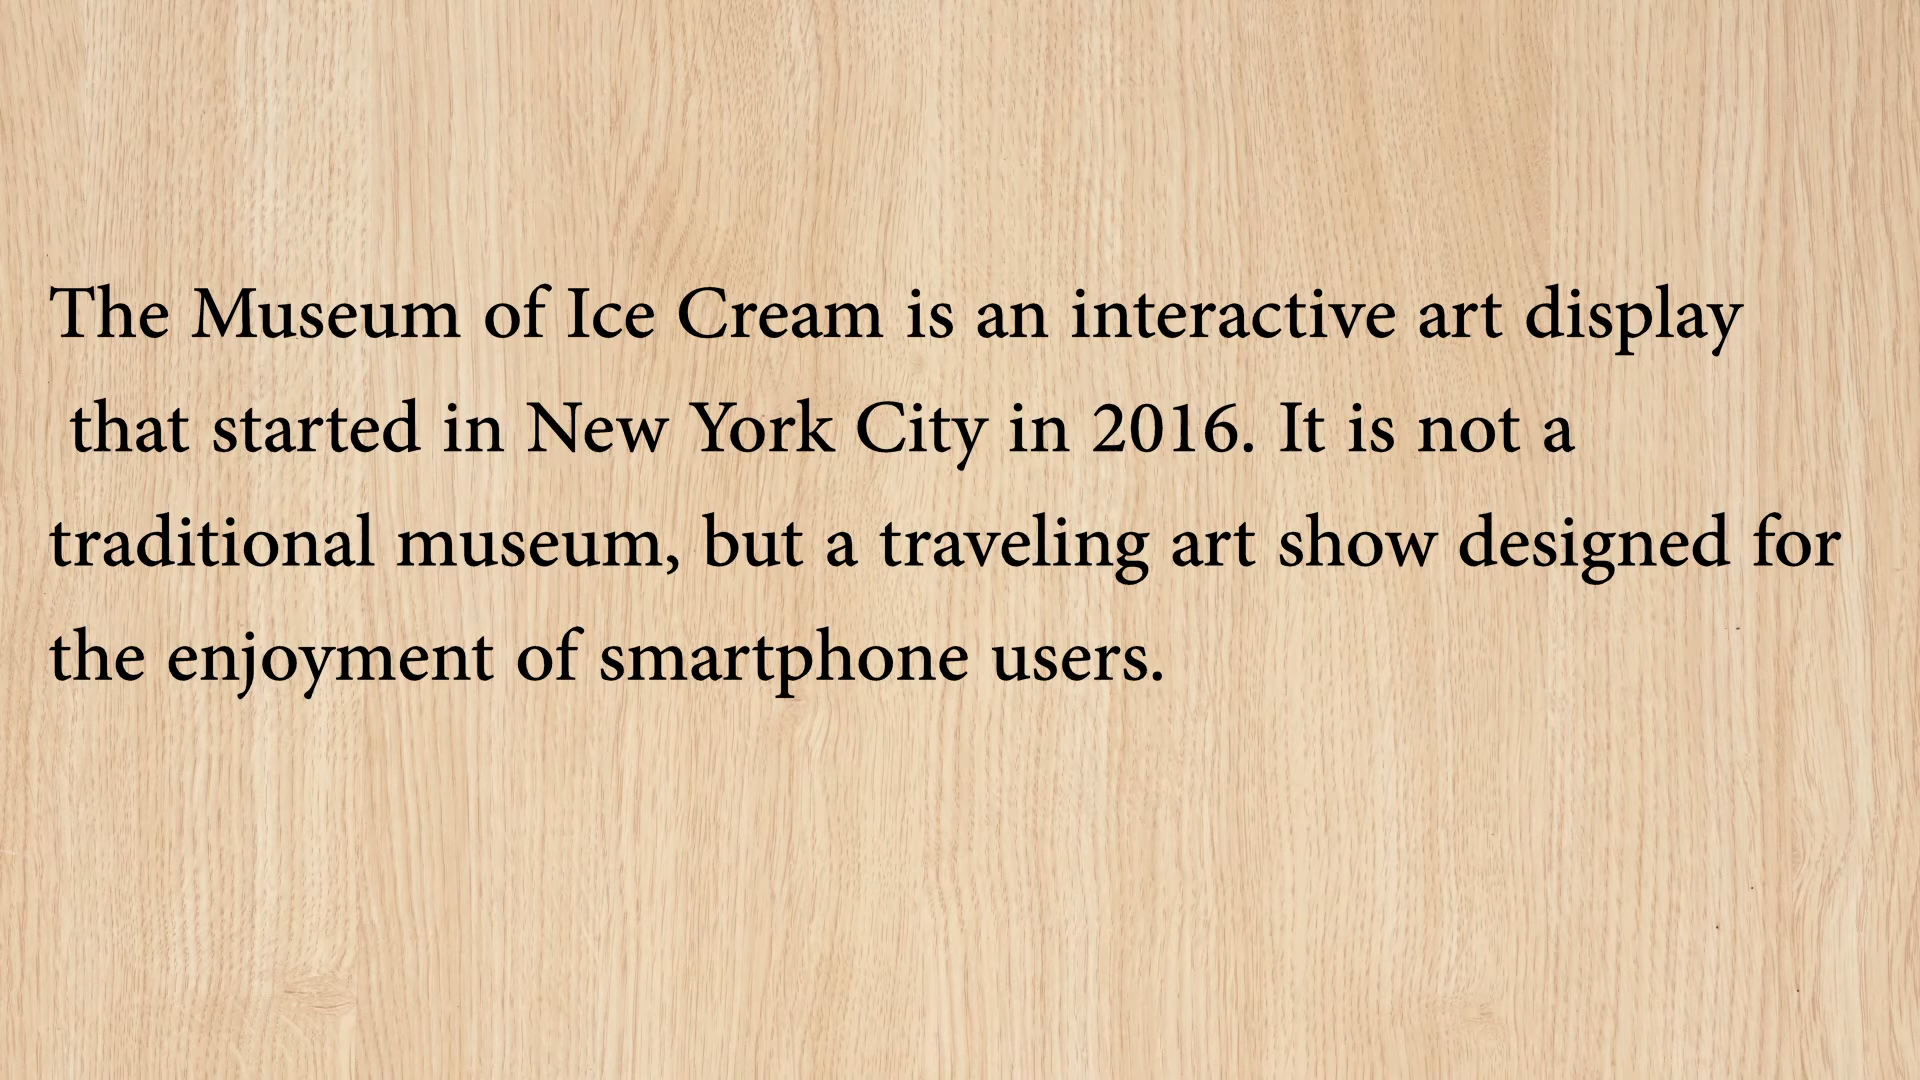 The Museum of Ice Cream is an interactive art display
that started in New York City in 2016. It is not a
traditional museum, but a traveling art show designed for
the enjoyment of smartphone users.